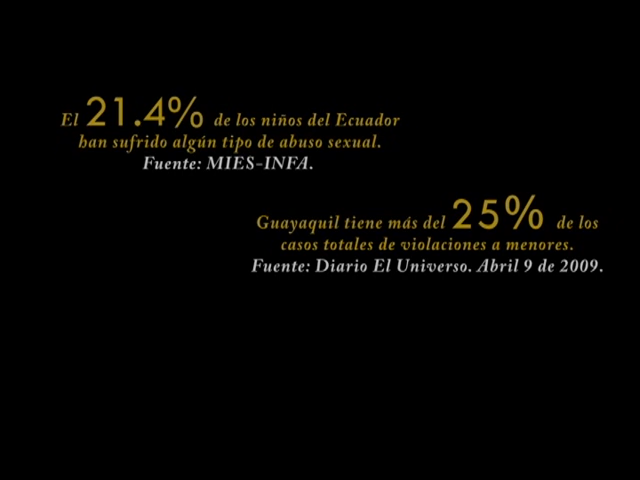 El 21.4% de los niños del Ecuador
han sufrido algún tipo de abuso sexual.
Fuente: MIES-INFA.
Guayaquil tiene más del 25% de los
casos totales de violaciones a menores.
Fuente: Diario El Universo. Abril 9 de 2009.